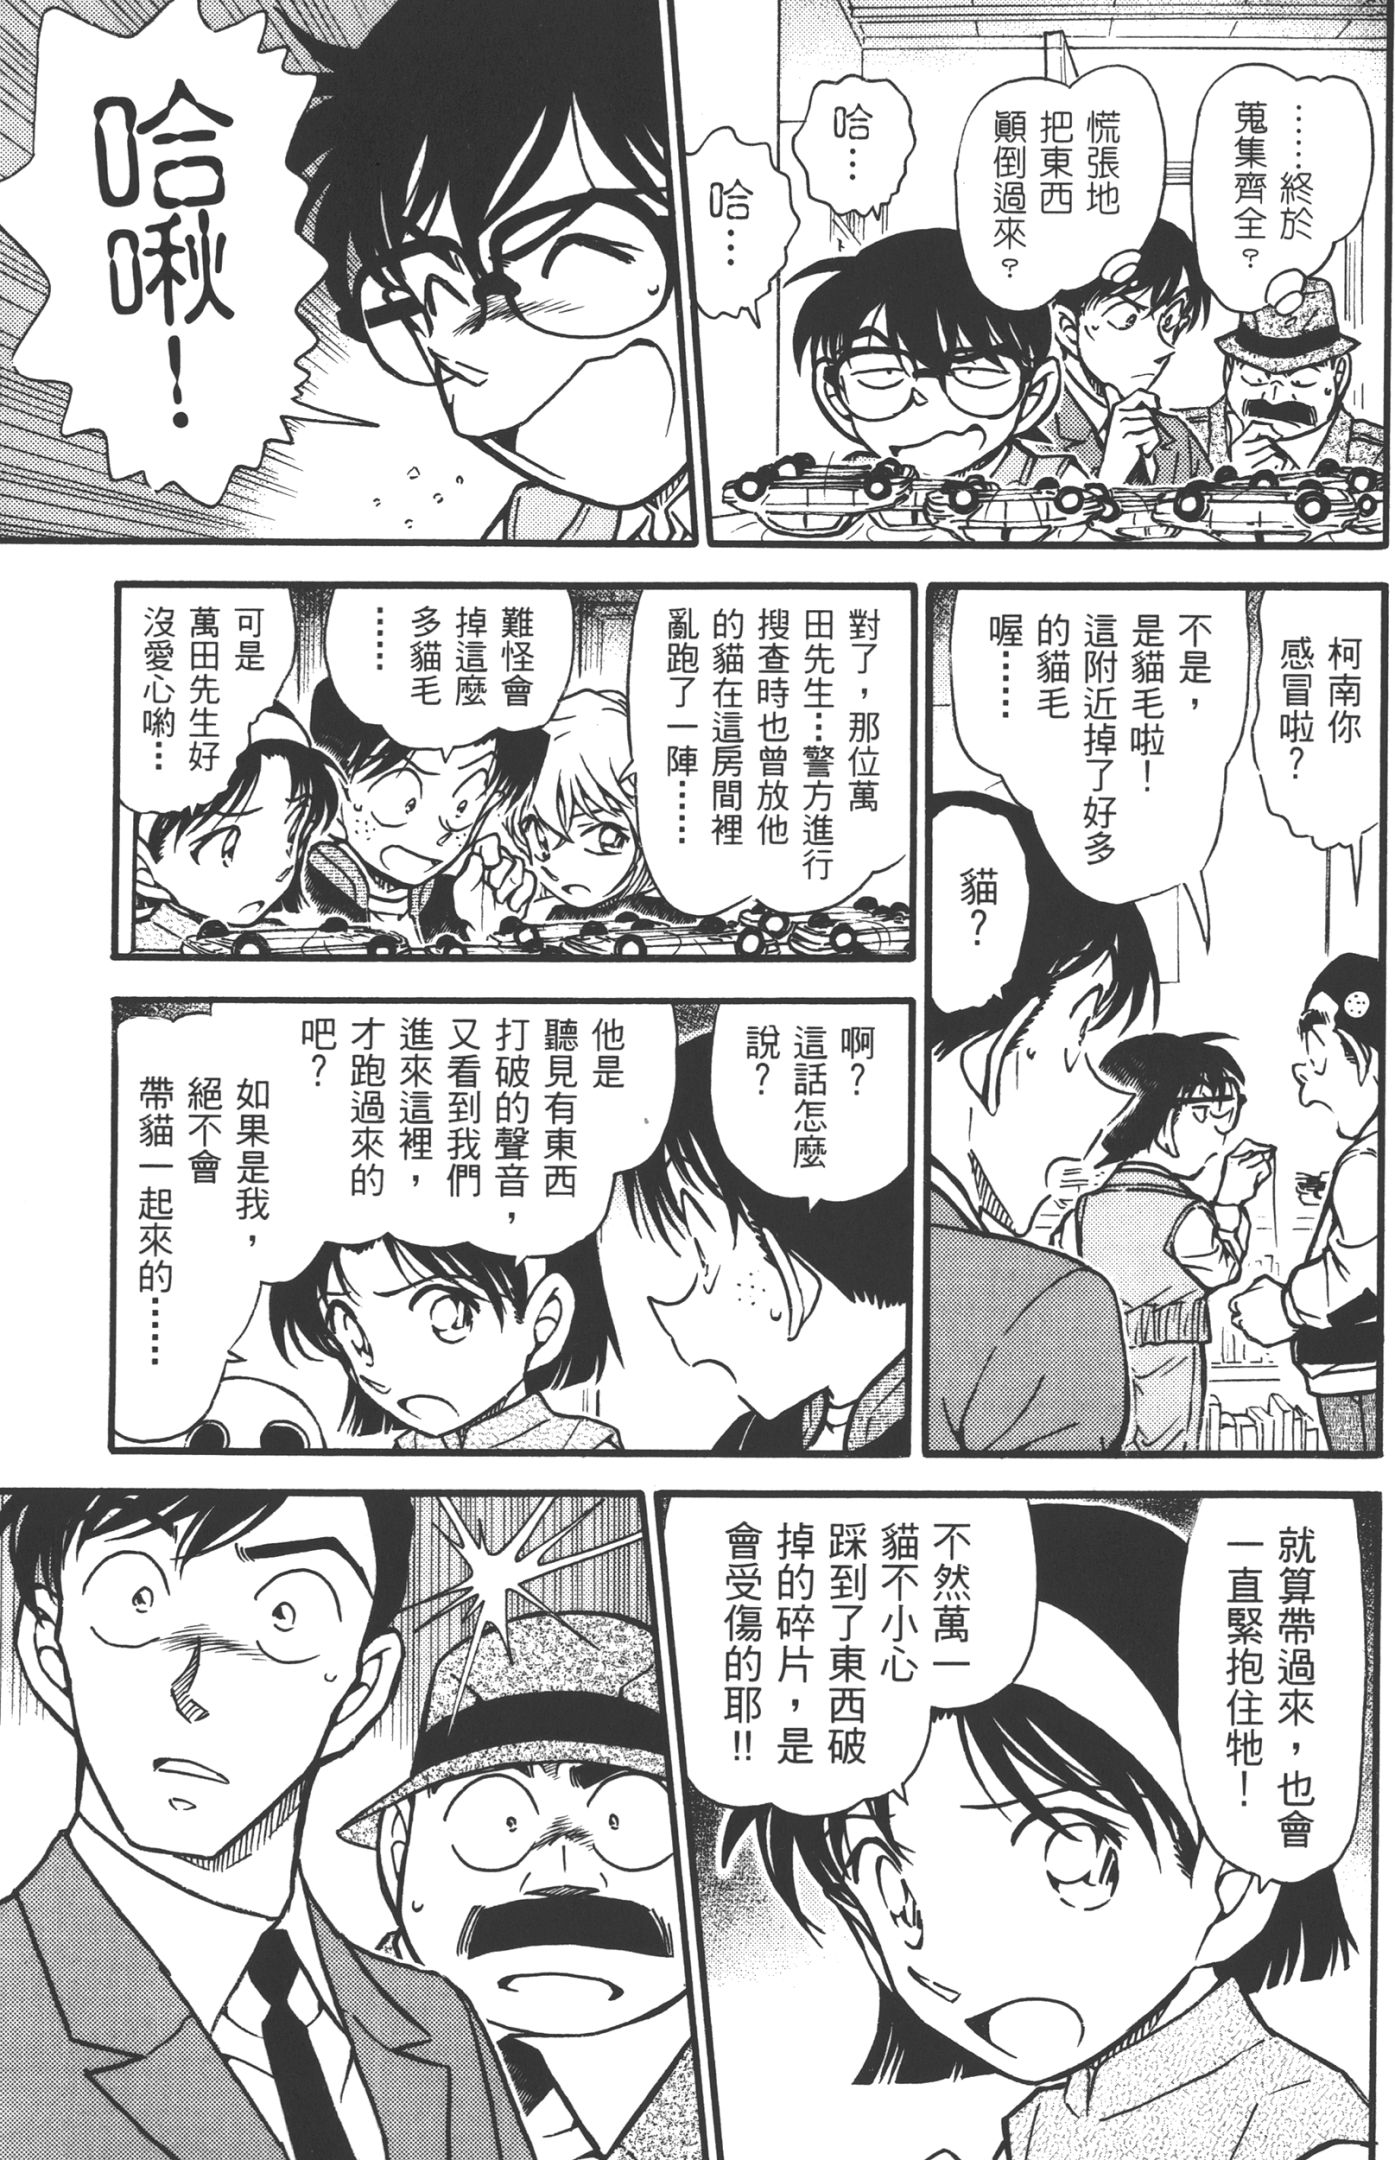 ……終於
蒐集齊全？
慌張地
把東西
顛倒過來？
哈…
哈…
哈
啾！
柯南你
感冒啦？
不是，
是貓毛啦！
這附近掉了好多
的貓毛
喔……
貓？
對了，那位萬
田先生…警方進行
搜查時也曾放他
的貓在這房間裡
亂跑了一陣……
難怪會
掉這麼
多貓毛
……
可是
萬田先生好
沒愛心喲…
啊？
這話怎麼
說？
他是
聽見有東西
打破的聲音，
又看到我們
進來這裡，
才跑過來的
吧？
如果是我，
絕不會
帶貓一起來的……
就算帶過來，也會
一直緊抱住牠！
不然萬一
貓不小心
踩到了東西破
掉的碎片，是
會受傷的耶！！